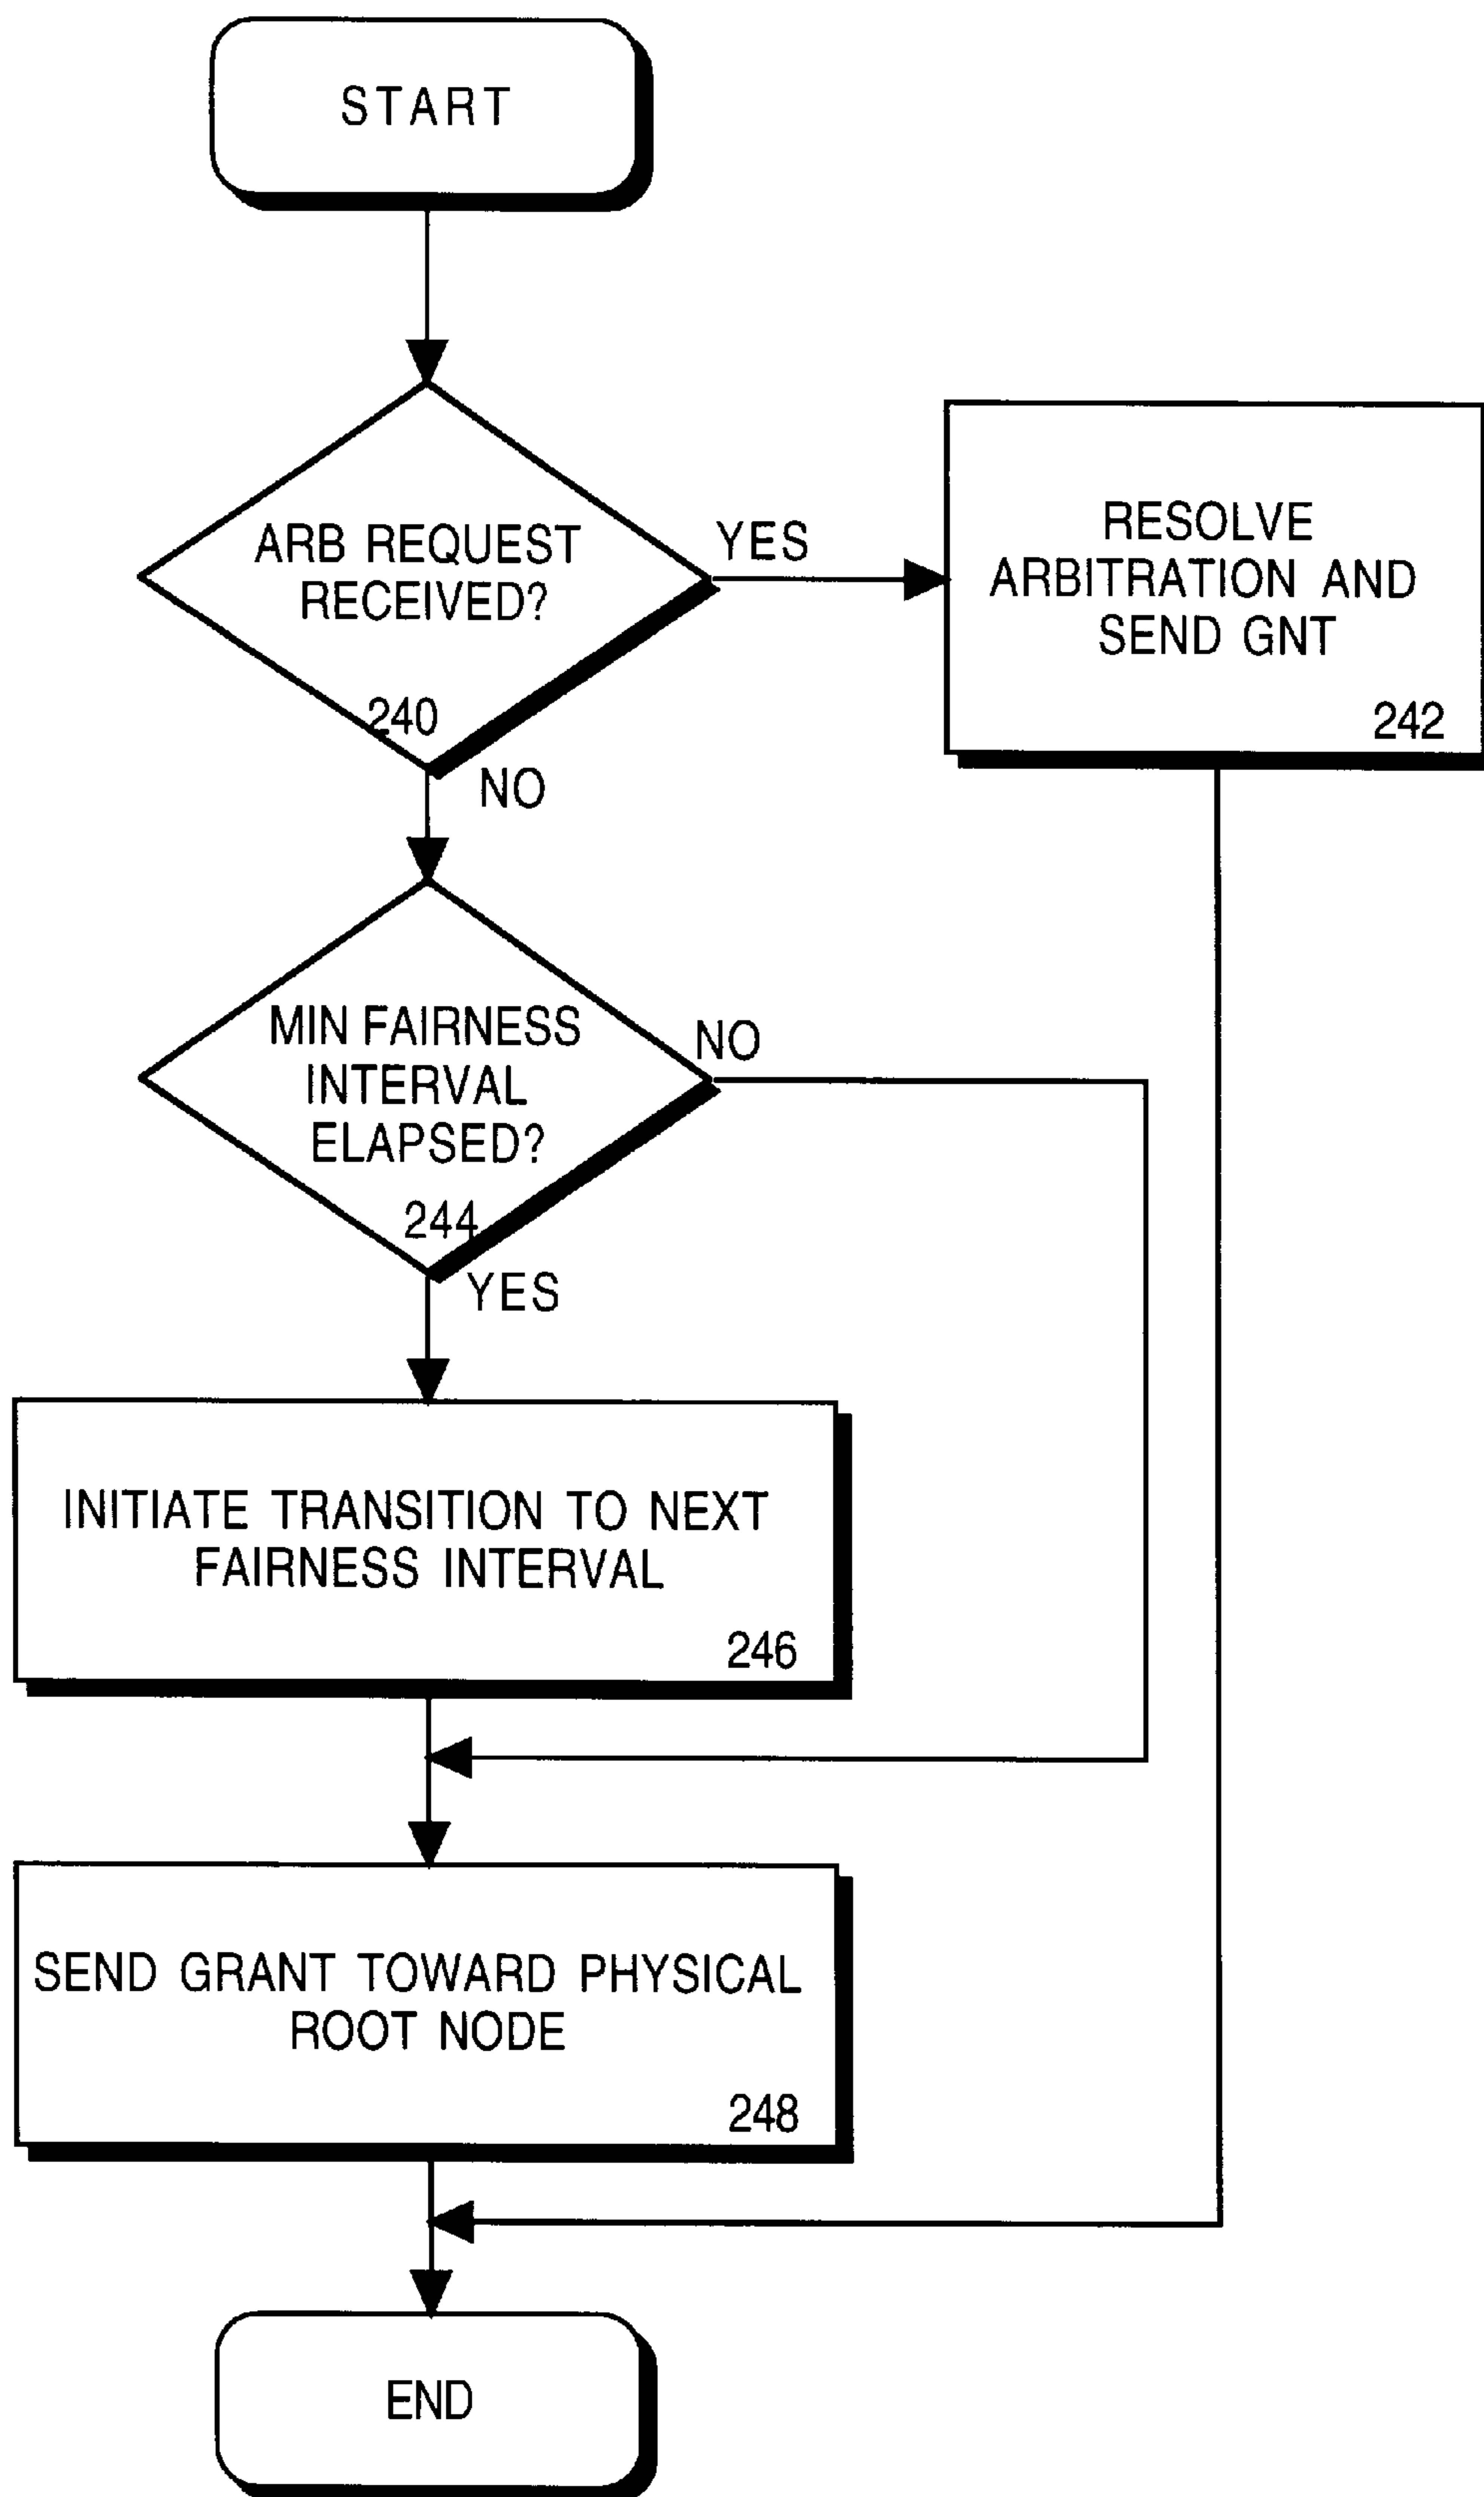 START
ARB REQUEST
RECEIVED?
240
YES
RESOLVE
ARBITRATION AND
SEND GNT
242
NO
MIN FAIRNESS
INTERVAL
ELAPSED?
244
NO
YES
INITIATE TRANSITION TO NEXT
FAIRNESS INTERVAL
246
SEND GRANT TOWARD PHYSICAL
ROOT NODE
248
END